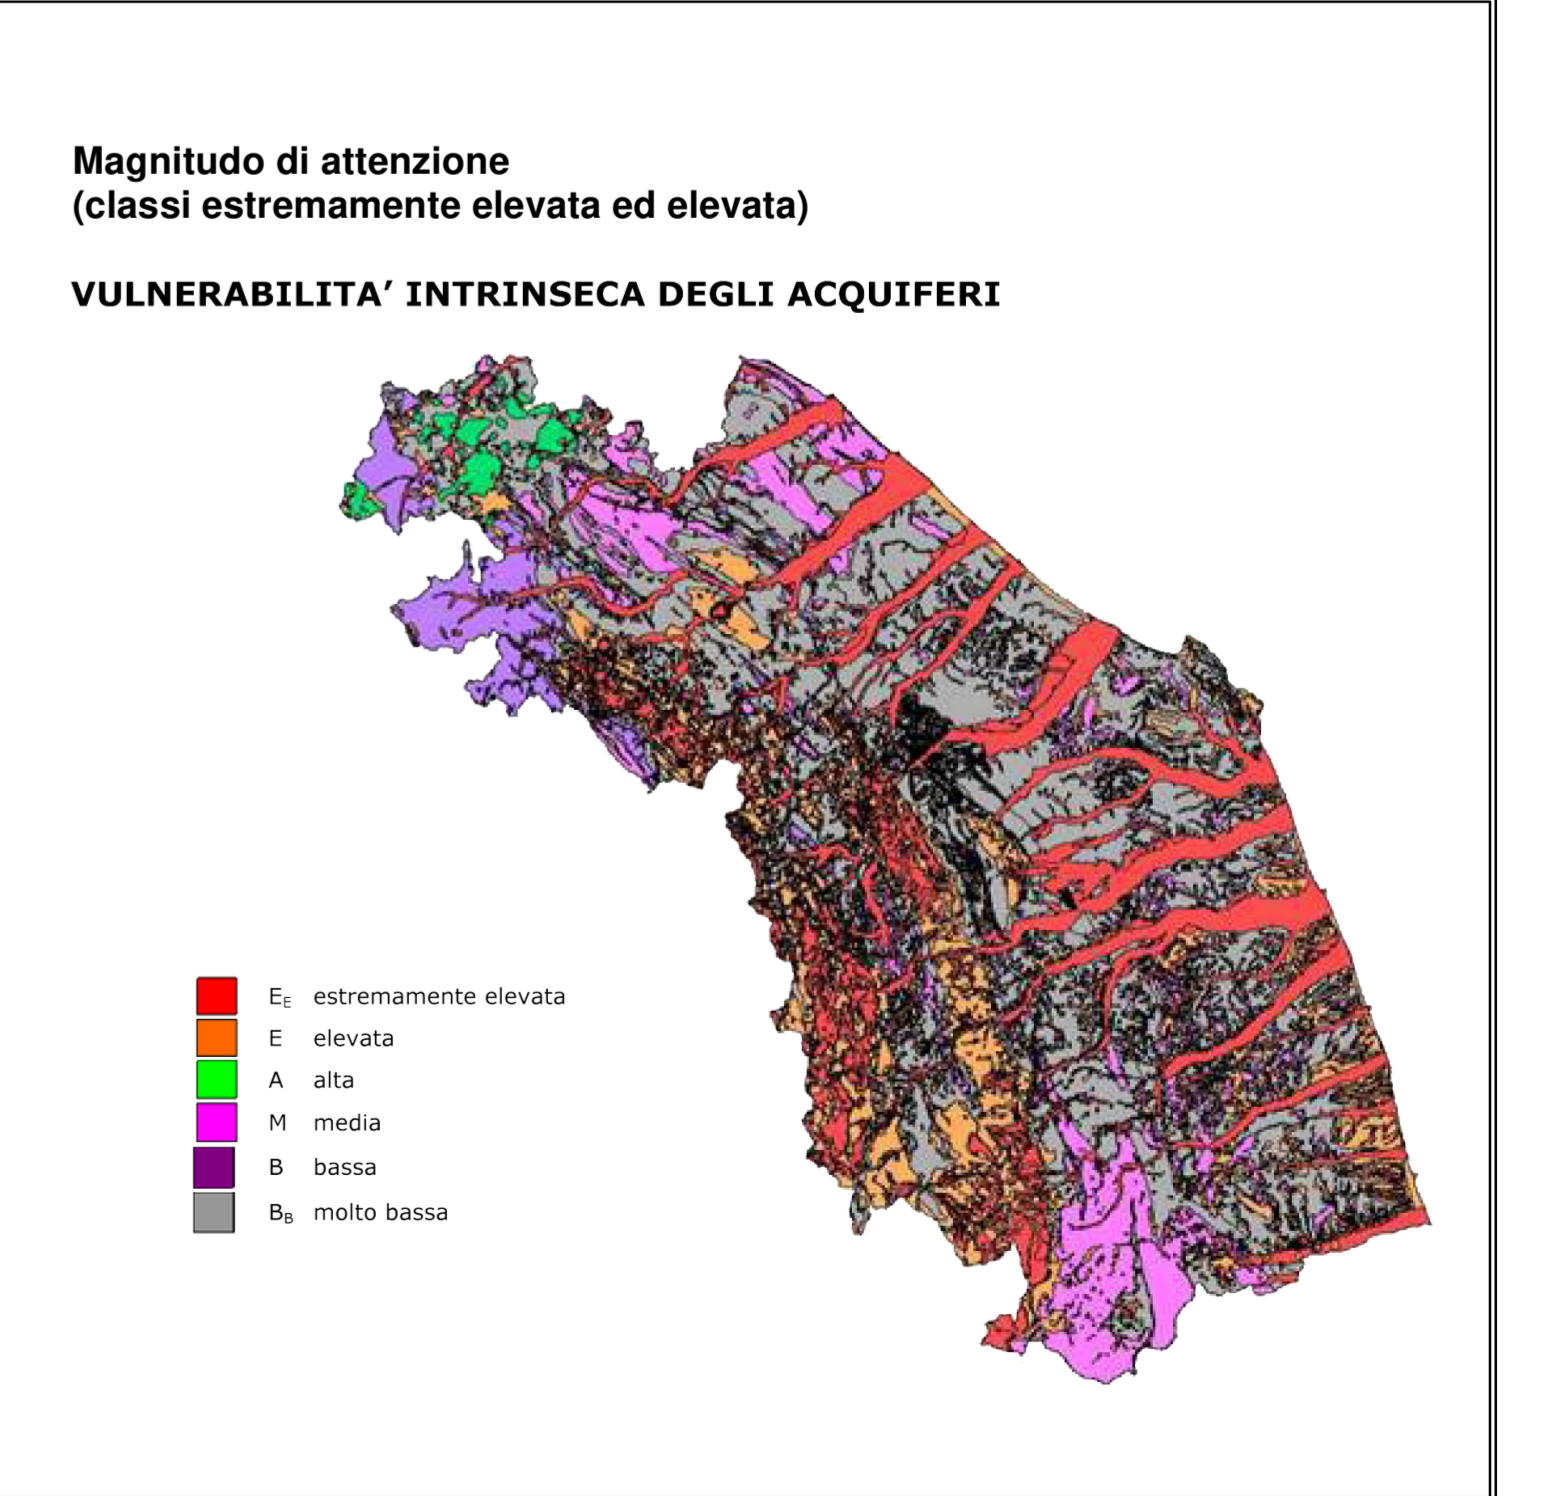 Magnitudo di attenzione
(classi estremamente elevata ed elevata)
VULNERABILITA’ INTRINSECA DEGLI ACQUIFERI
EE estremamente elevata
E elevata
A alta
M media
B bassa
BB molto bassa